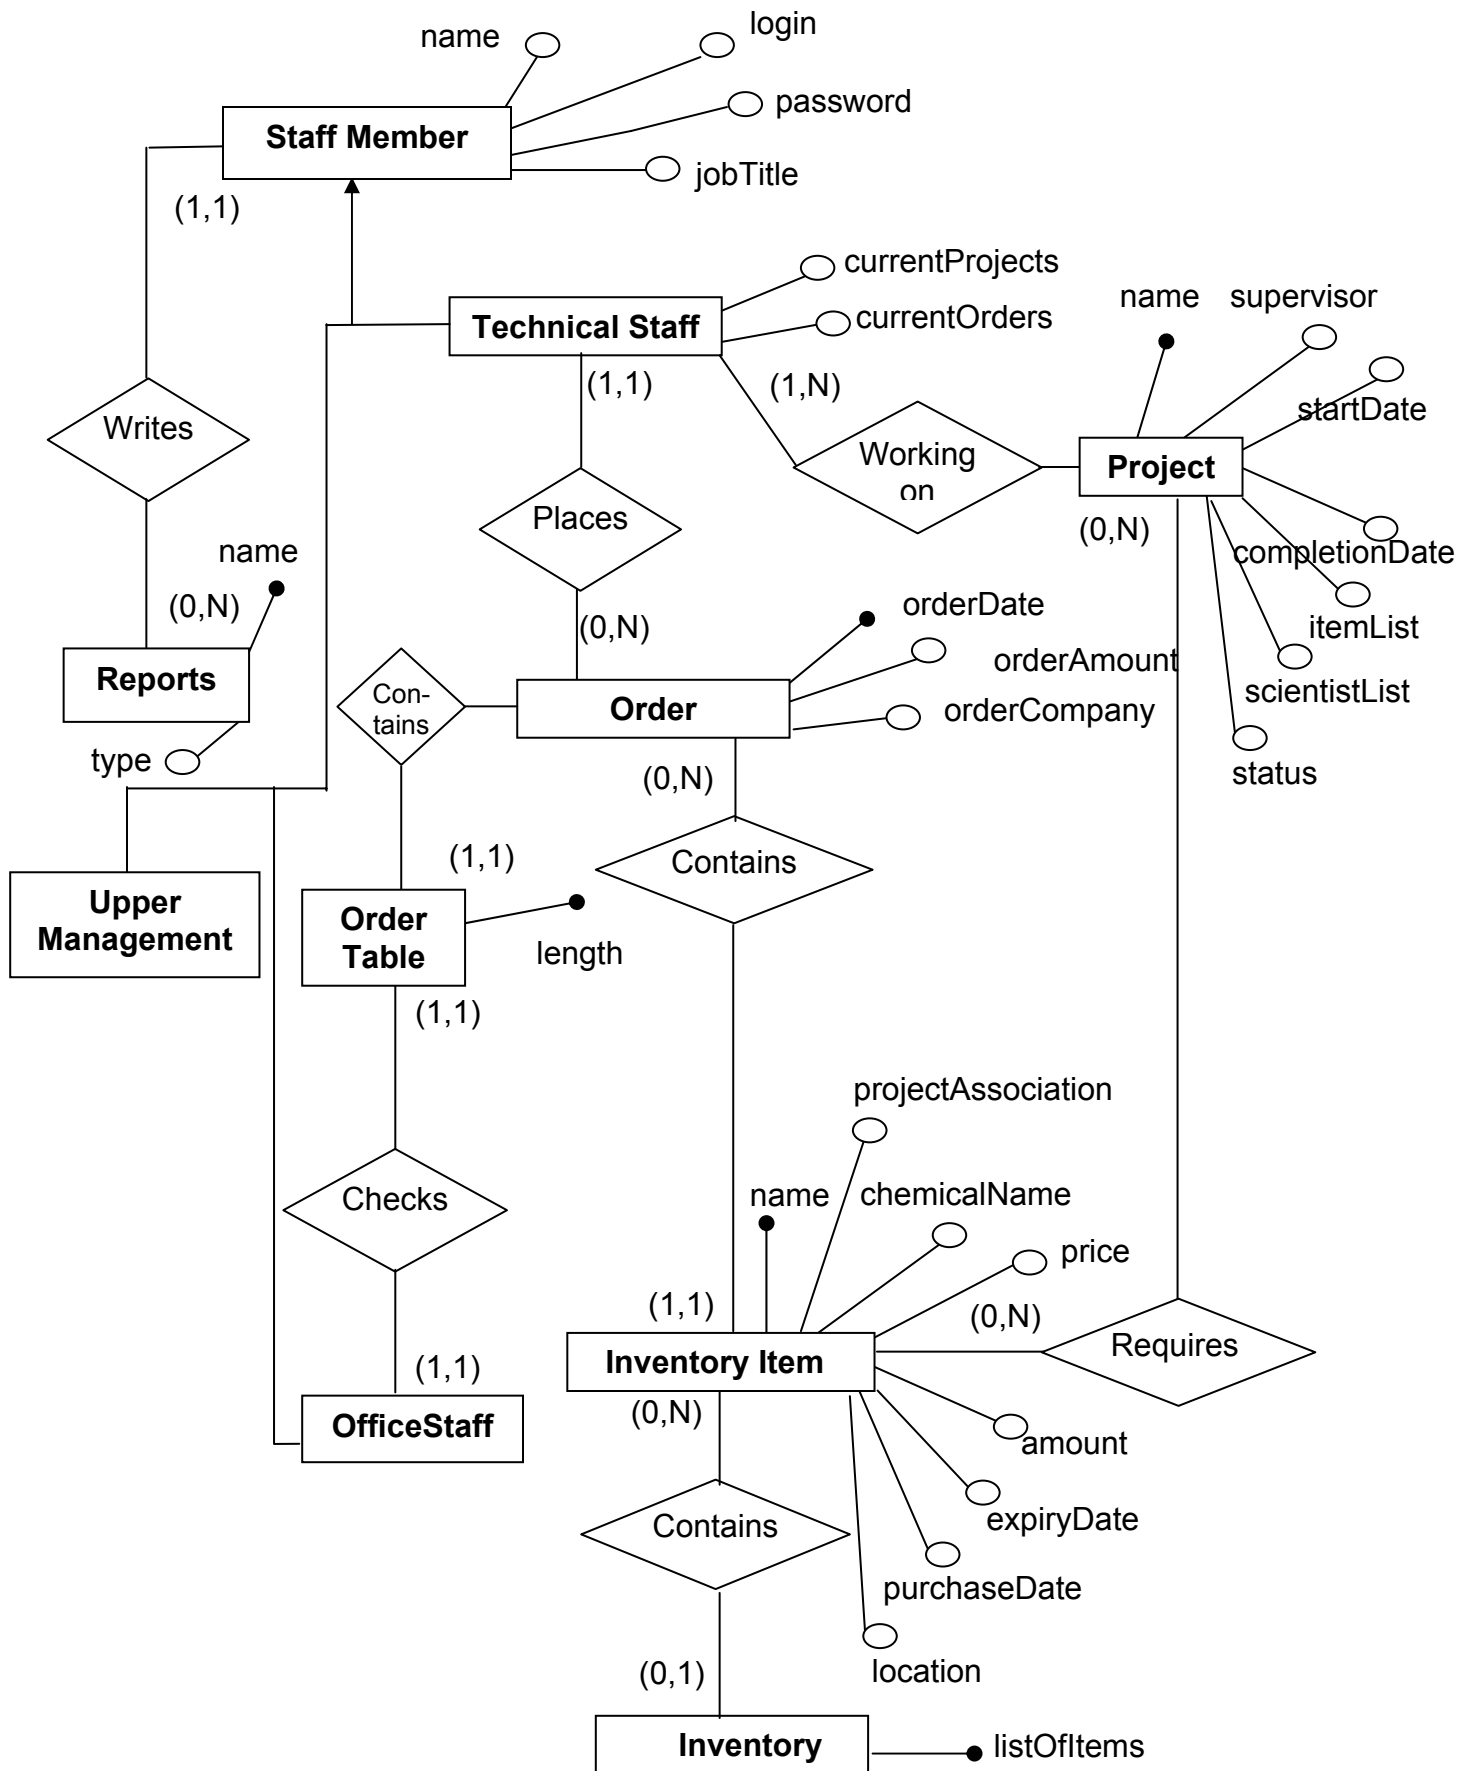 name
login
password
Staff Member
jobTitle
(1,1)
currentProjects
name
supervisor
Technical Staff
currentOrders
(1,1)
(1,N)
startDate
Writes
Working
on
Project
Places
(0,N)
completionDate
name
(0,N)
orderDate
(0,N)
itemList
Reports
Con-
tains
Order
orderAmount
scientistList
orderCompany
type
(0,N)
status
(1,1)
Contains
Upper
Management
Order
Table
length
(1,1)
projectAssociation
Checks
name
chemicalName
price
(1,1)
(0,N)
Requires
Inventory Item
(1,1)
(0,N)
OfficeStaff
amount
Contains
expiryDate
purchaseDate
(0,1)
location
Inventory
listOfItems